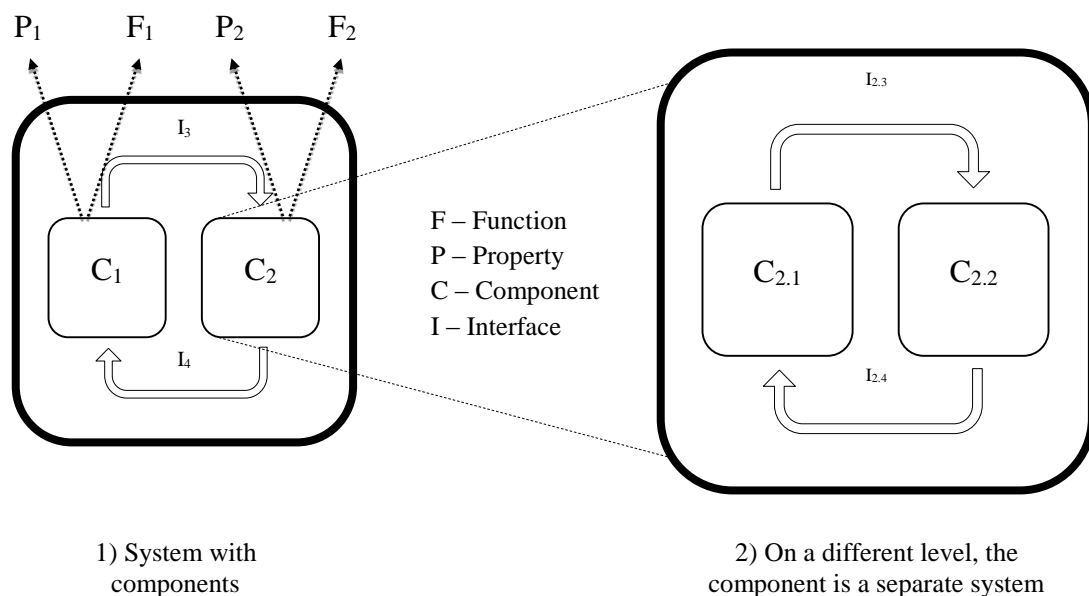 P1 F1 P2 F2
I3
C1 C2
I4
F – Function
P – Property
C – Component
I – Interface
I2.3
C2.1 C2.2
I2.4
1) System with
components
2) On a different level, the
component is a separate system